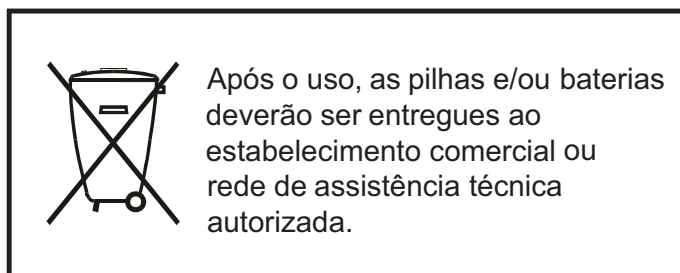 Após o uso, as pilhas e/ou baterias
deverão ser entregues ao
estabelecimento comercial ou
rede de assistência técnica
autorizada.